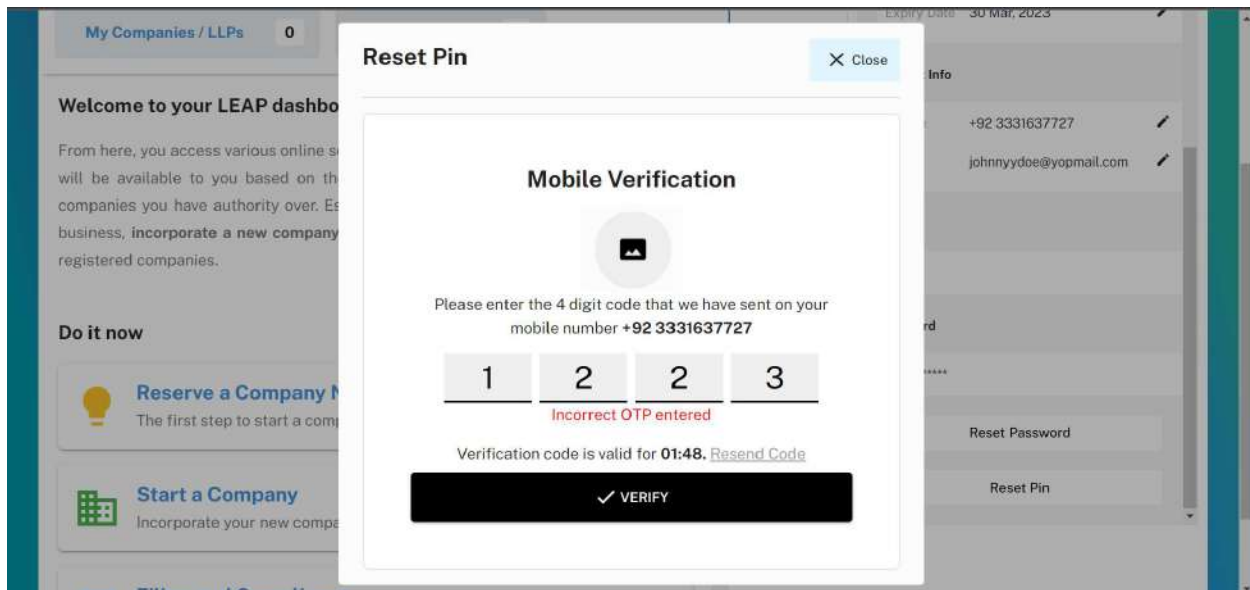 My Companies / LLPs 0
Welcome to your LEAP dashbo
From here, you access various online s
will be available to you based on th
companies you have authority over. Es
business, incorporate a new company
registered companies.
Do it now
Reserve a Company N
The first step to start a comp
Start a Company
Incorporate your new compa
Reset Pin
Close
Mobile Verification
Please enter the 4 digit code that we have sent on your
mobile number +92 3331637727
1 2 2 3
Incorrect OTP entered
Verification code is valid for 01:48. Resend Code
VERIFY
Expiry Date 30 Mar, 2023
Info
+92 3331637727
johnnyydoe@yopmail.com
rd
*****
Reset Password
Reset Pin